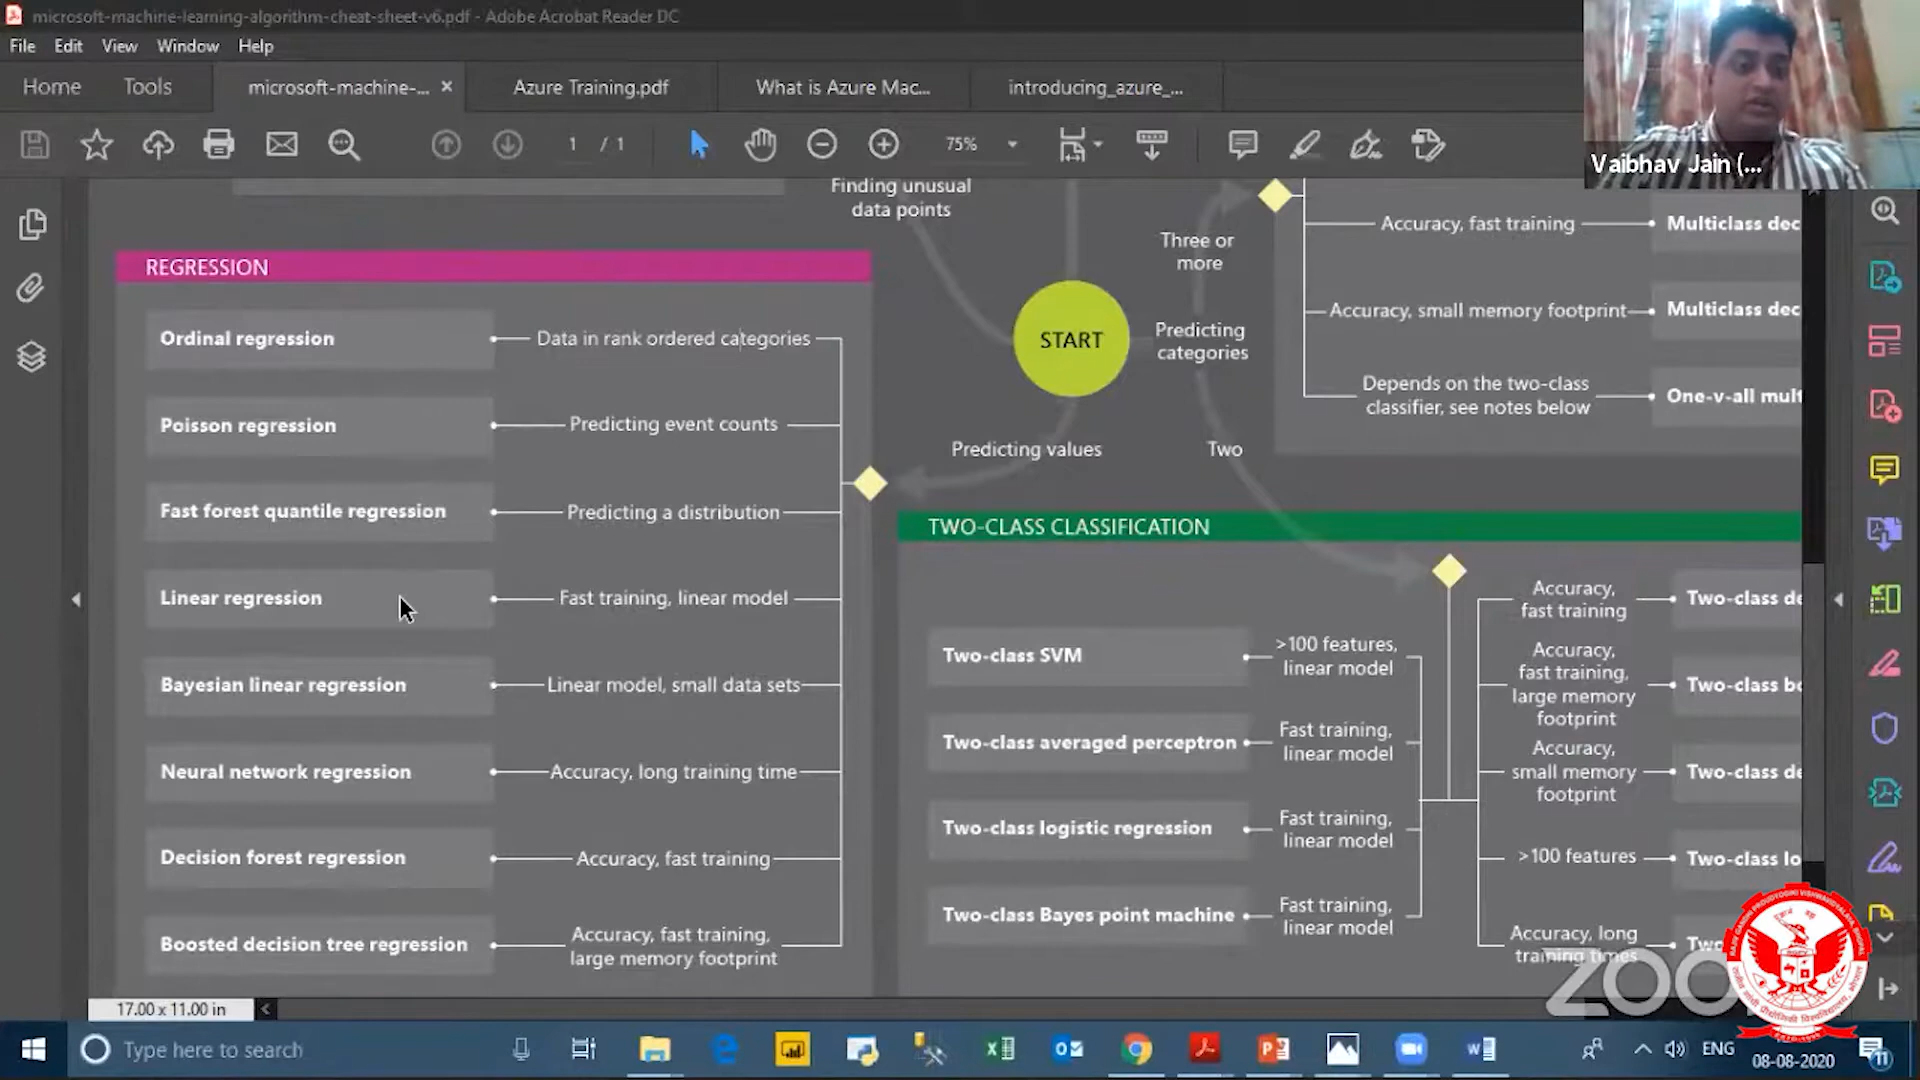 microsoft-machine-learning-algorithm-cheat-sheet-v6.pdf - Adobe Acrobat Reader DC
File Edit View Window Help
Home Tools microsoft-machine-... × Azure Training.pdf What is Azure Mac... introducing_azure_...
1 / 1 75%
Vaibhav Jain (...
Finding unusual
data points
Three or
more
START
Predicting
categories
Predicting values
Two
Accuracy, fast training
Multiclass dec
Accuracy, small memory footprint
Multiclass dec
Depends on the two-class
classifier, see notes below
One-v-all mult
REGRESSION
Ordinal regression
Data in rank ordered categories
Poisson regression
Predicting event counts
Fast forest quantile regression
Predicting a distribution
Linear regression
Fast training, linear model
Bayesian linear regression
Linear model, small data sets
Neural network regression
Accuracy, long training time
Decision forest regression
Accuracy, fast training
Boosted decision tree regression
Accuracy, fast training,
large memory footprint
TWO-CLASS CLASSIFICATION
Two-class SVM
>100 features,
linear model
Two-class averaged perceptron
Fast training,
linear model
Two-class logistic regression
Fast training,
linear model
Two-class Bayes point machine
Fast training,
linear model
Accuracy,
fast training
Two-class de
Accuracy,
fast training,
large memory
footprint
Two-class bo
Accuracy,
small memory
footprint
Two-class de
>100 features
Two-class lo
Accuracy, long
training times
Two
17.00 x 11.00 in
Type here to search
ENG
08-08-2020
11